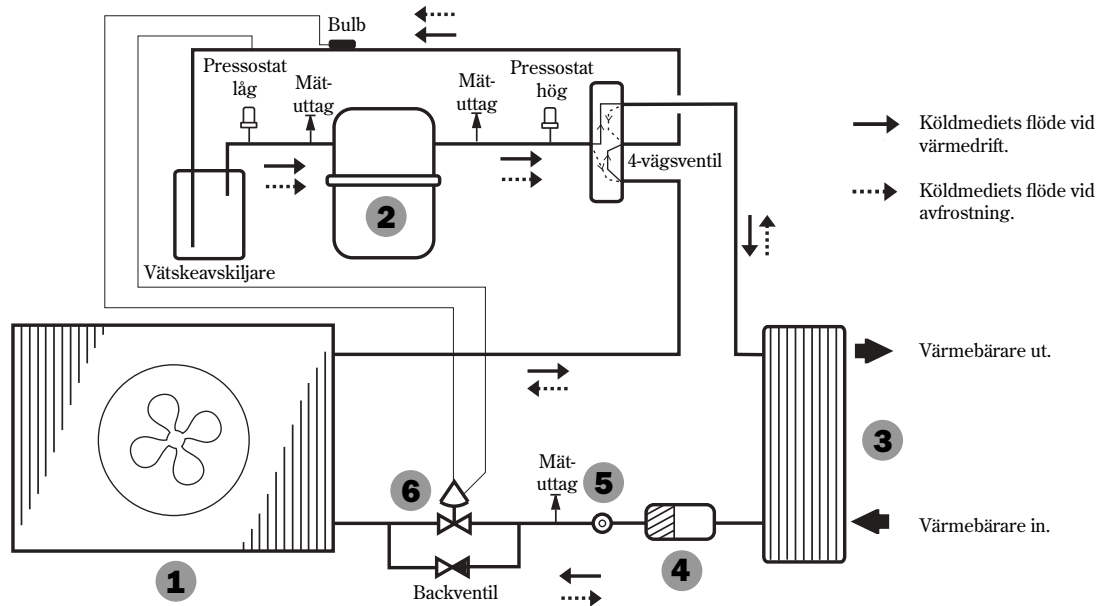 Bulb
Pressostat
låg
Mät-
uttag
Mät-
uttag
Pressostat
hög
4-vägsventil
Köldmediets flöde vid
värmedrift.
Köldmediets flöde vid
avfrostning.
2
Vätskeavskiljare
Värmebärare ut.
3
Mät-
uttag
6
5
Värmebärare in.
4
1
Backventil